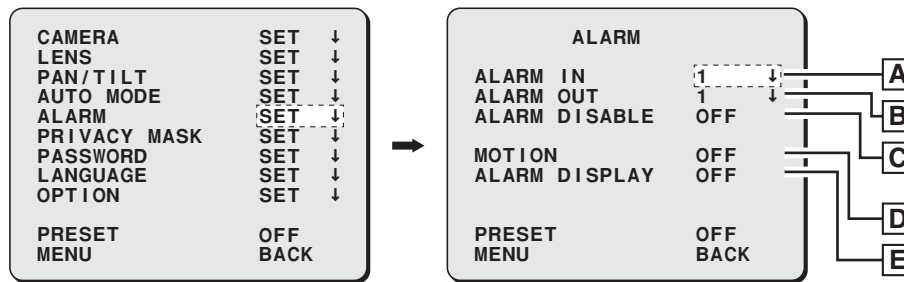 CAMERA SET ↓
LENS SET ↓
PAN/TILT SET ↓
AUTO MODE SET ↓
ALARM SET ↓
PRIVACY MASK SET ↓
PASSWORD SET ↓
LANGUAGE SET ↓
OPTION SET ↓
PRESET OFF
MENU BACK
ALARM
ALARM IN 1 ↓
ALARM OUT 1 ↓
ALARM DISABLE OFF
MOTION OFF
ALARM DISPLAY OFF
PRESET OFF
MENU BACK
A
B
C
D
E